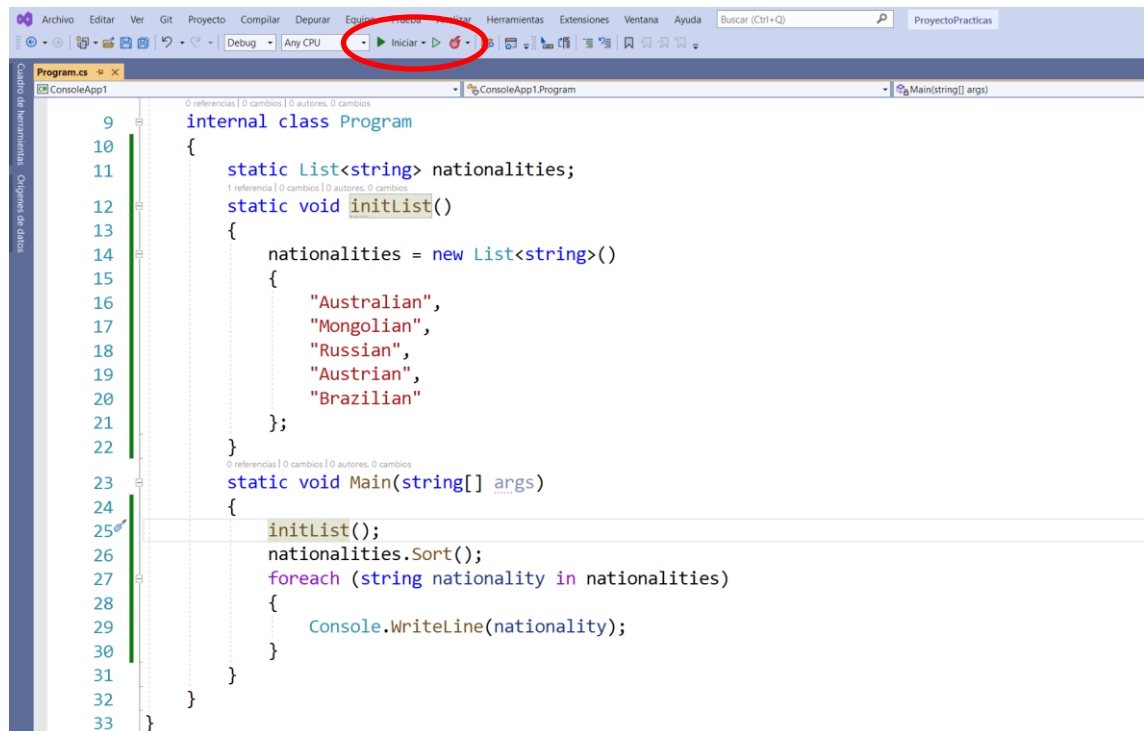 Archivo Editar Ver Git Proyecto Compilar Depurar Equipo Prueba Analizar Herramientas Extensiones Ventana Ayuda Buscar (Ctrl+Q) ProyectoPracticas
Debug Any CPU Iniciar
Cuadro de herramientas Orígenes de datos
Program.cs
ConsoleApp1 ConsoleApp1.Program Main(string[] args)
0 referencias | 0 cambios | 0 autores, 0 cambios
9 internal class Program
10 {
11 static List<string> nationalities;
1 referencia | 0 cambios | 0 autores, 0 cambios
12 static void initList()
13 {
14 nationalities = new List<string>()
15 {
16 "Australian",
17 "Mongolian",
18 "Russian",
19 "Austrian",
20 "Brazilian"
21 };
22 }
0 referencias | 0 cambios | 0 autores, 0 cambios
23 static void Main(string[] args)
24 {
25 initList();
26 nationalities.Sort();
27 foreach (string nationality in nationalities)
28 {
29 Console.WriteLine(nationality);
30 }
31 }
32 }
33 }